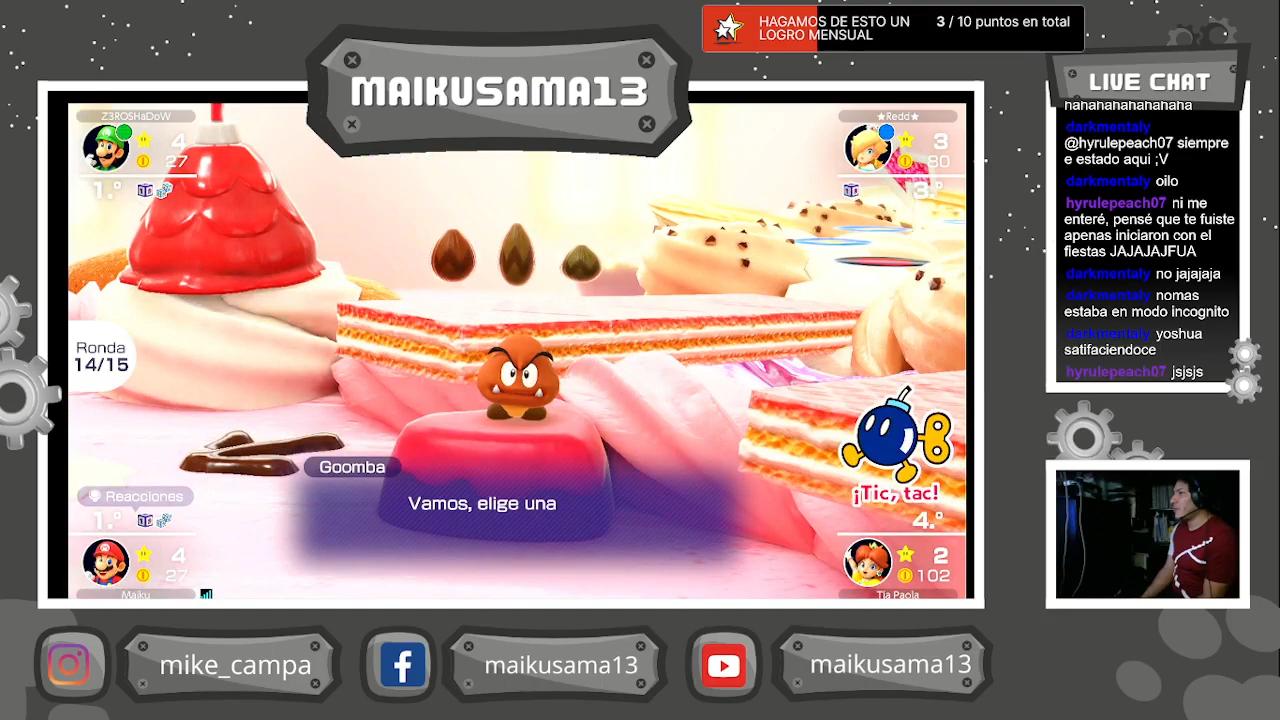 HAGAMOS DE ESTO UN
LOGRO MENSUAL
3 / 10 puntos en total
MAIKUSAMA13
LIVE CHAT
Z3ROSHaDoW
4
27
1.º
★Redd★
3
80
3.º
Ronda
14/15
Goomba
Vamos, elige una
¡Tic, tac!
Reacciones
1.º
4
27
Maiku
4.º
2
102
Tía Paola
hahahahahahahaha
darkmentaly
@hyrulepeach07 siempre
e estado aqui ;V
darkmentaly oilo
hyrulepeach07 ni me
enteré, pensé que te fuiste
apenas iniciaron con el
fiestas JAJAJAJFUA
darkmentaly no jajajaja
darkmentaly nomas
estaba en modo incognito
darkmentaly yoshua
satifaciendoce
hyrulepeach07 jsjsjs
mike_campa
maikusama13
maikusama13